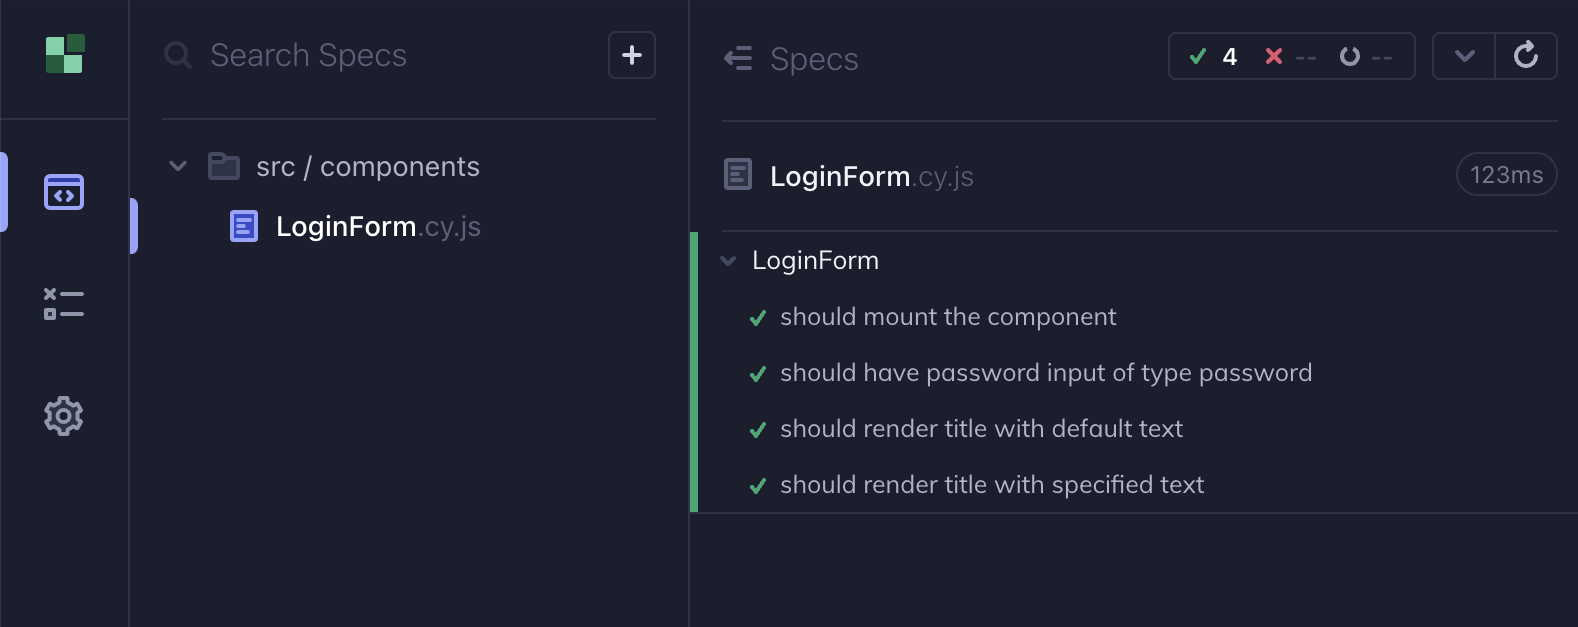 Search Specs
src / components
LoginForm.cy.js
Specs
4 -- --
LoginForm.cy.js
123ms
LoginForm
should mount the component
should have password input of type password
should render title with default text
should render title with specified text